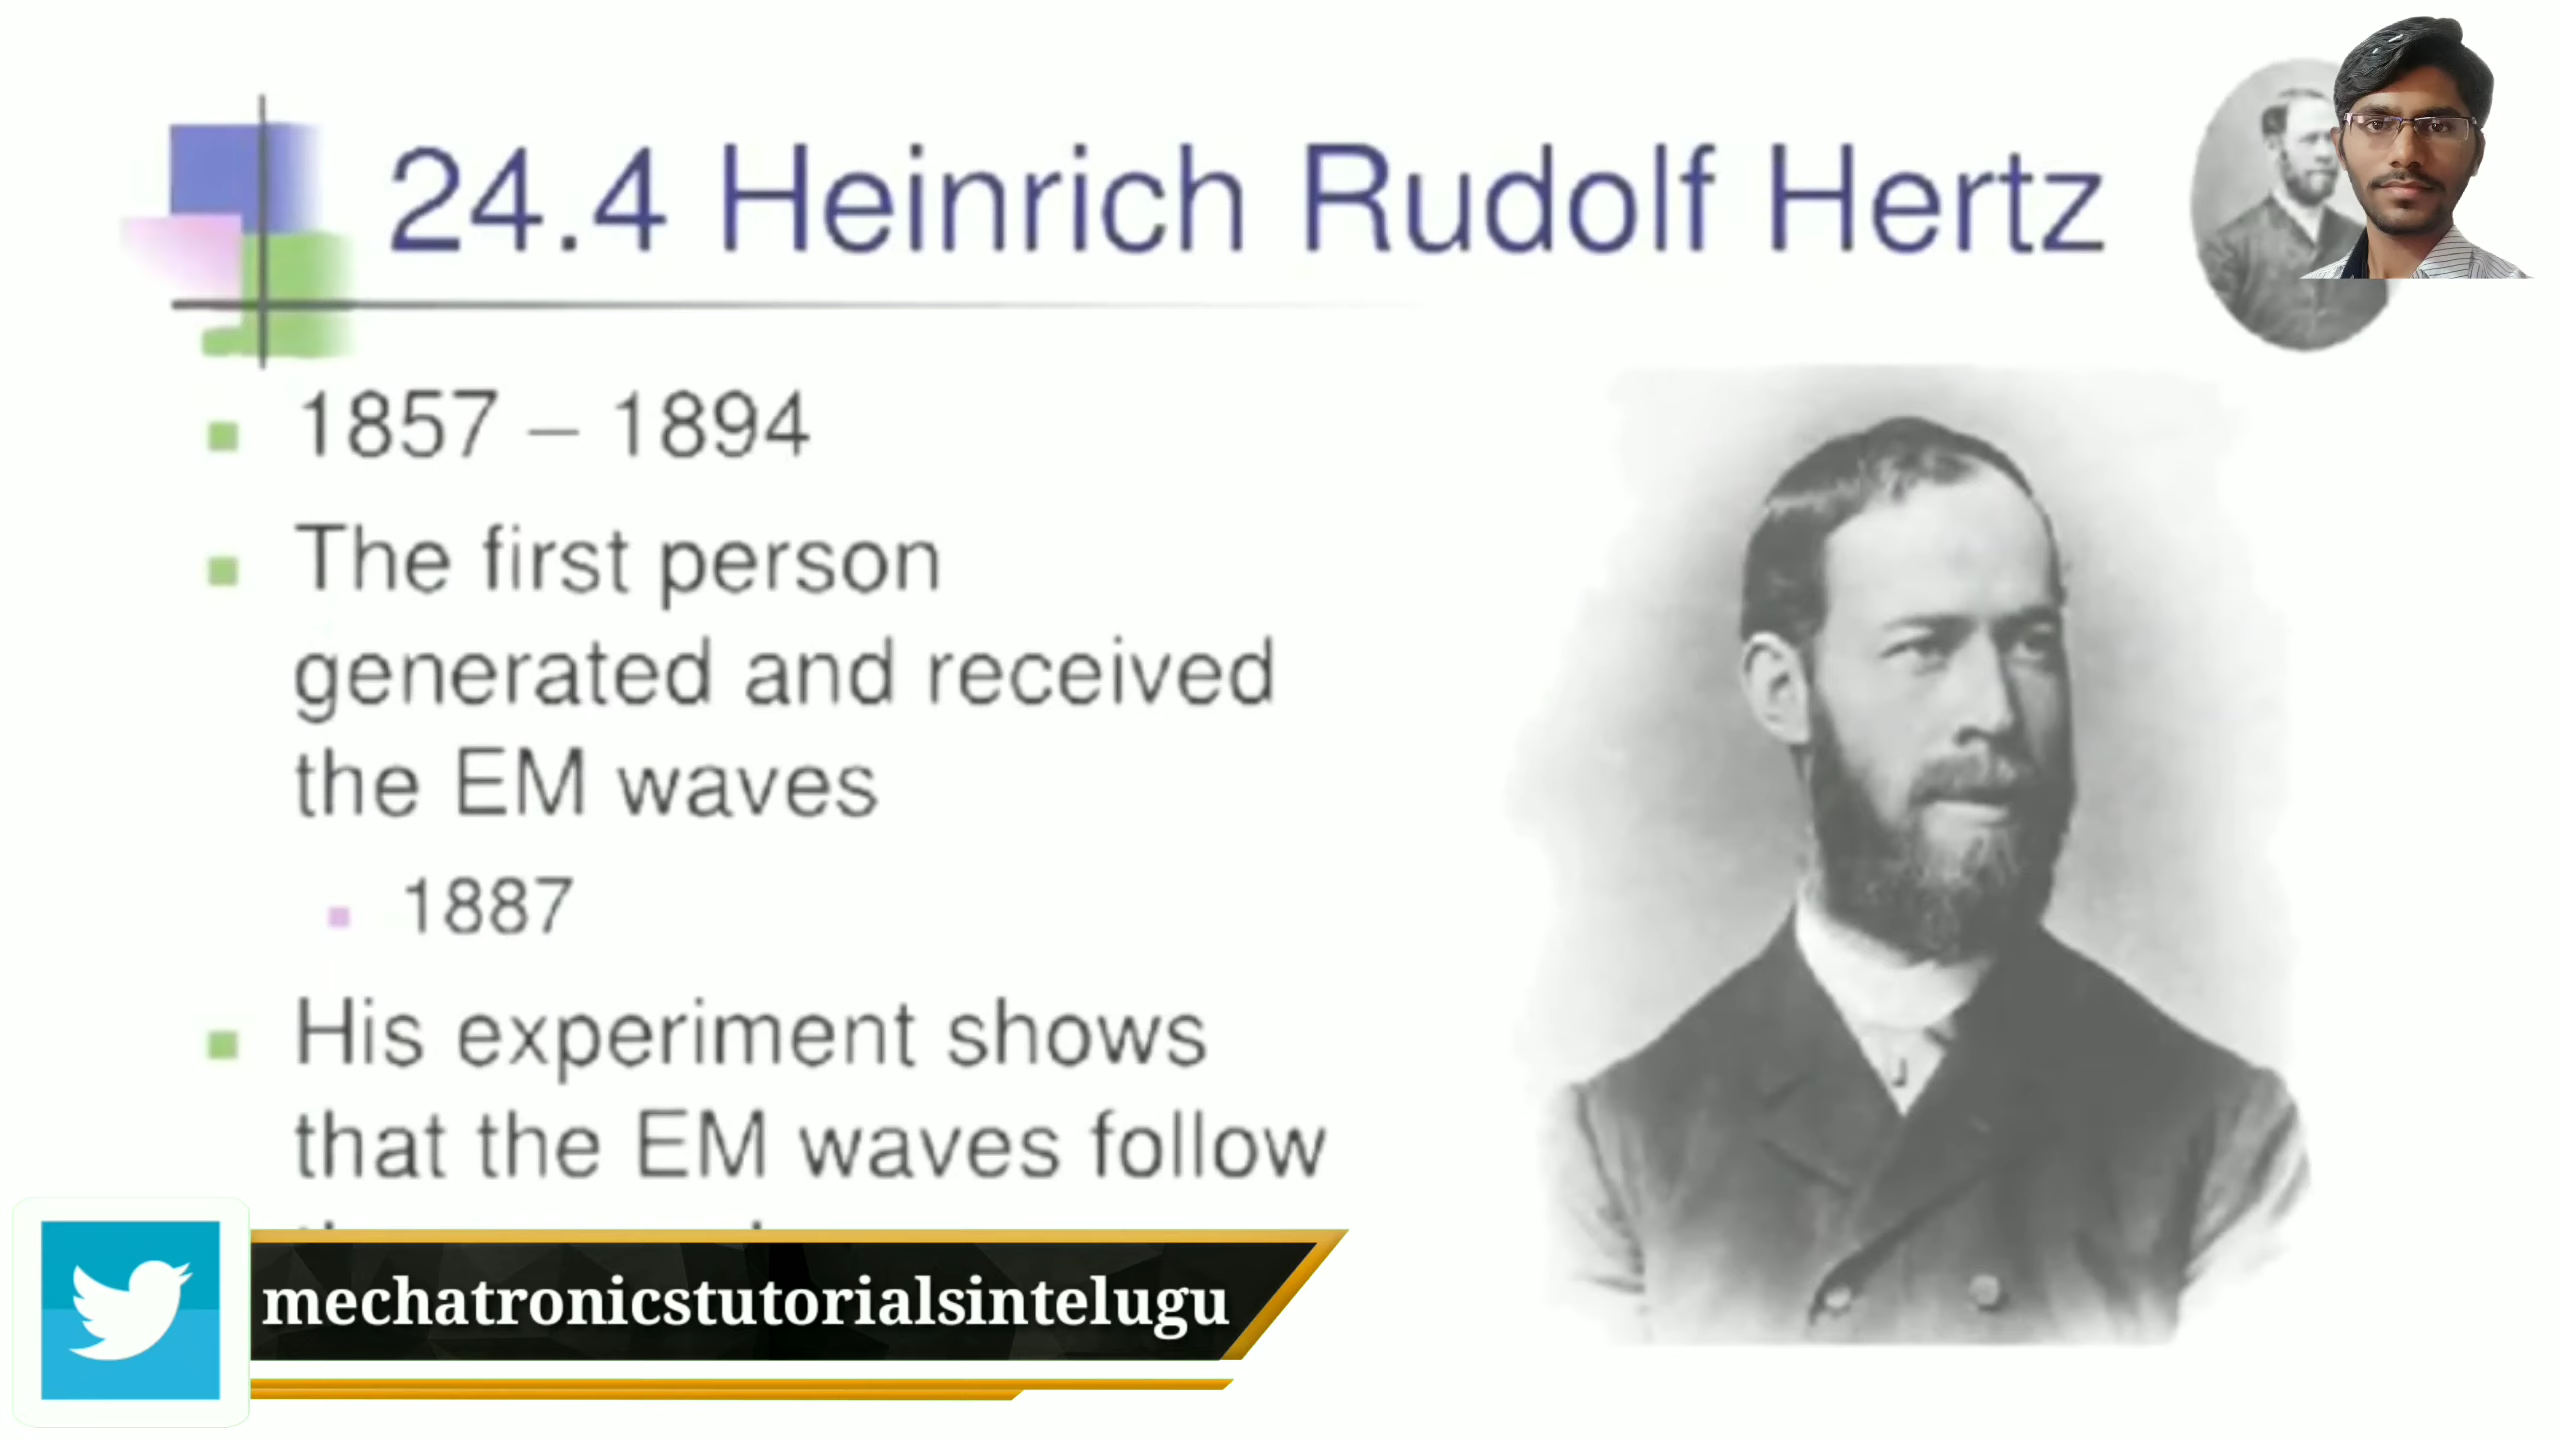 24.4 Heinrich Rudolf Hertz
1857 – 1894
The first person
generated and received
the EM waves
1887
His experiment shows
that the EM waves follow
mechatronicstutorialsintelugu